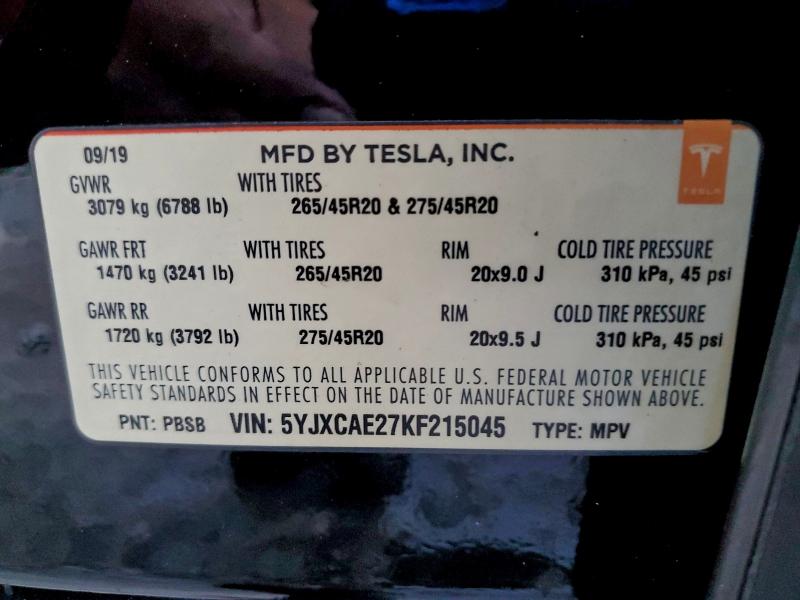 09/19 MFD BY TESLA, INC.
TESLA
GVWR WITH TIRES
3079 kg (6788 lb) 265/45R20 & 275/45R20
GAWR FRT WITH TIRES RIM COLD TIRE PRESSURE
1470 kg (3241 lb) 265/45R20 20x9.0 J 310 kPa, 45 psi
GAWR RR WITH TIRES RIM COLD TIRE PRESSURE
1720 kg (3792 lb) 275/45R20 20x9.5 J 310 kPa, 45 psi
THIS VEHICLE CONFORMS TO ALL APPLICABLE U.S. FEDERAL MOTOR VEHICLE
SAFETY STANDARDS IN EFFECT ON THE DATE OF MANUFACTURE SHOWN ABOVE.
PNT: PBSB VIN: 5YJXCAE27KF215045 TYPE: MPV